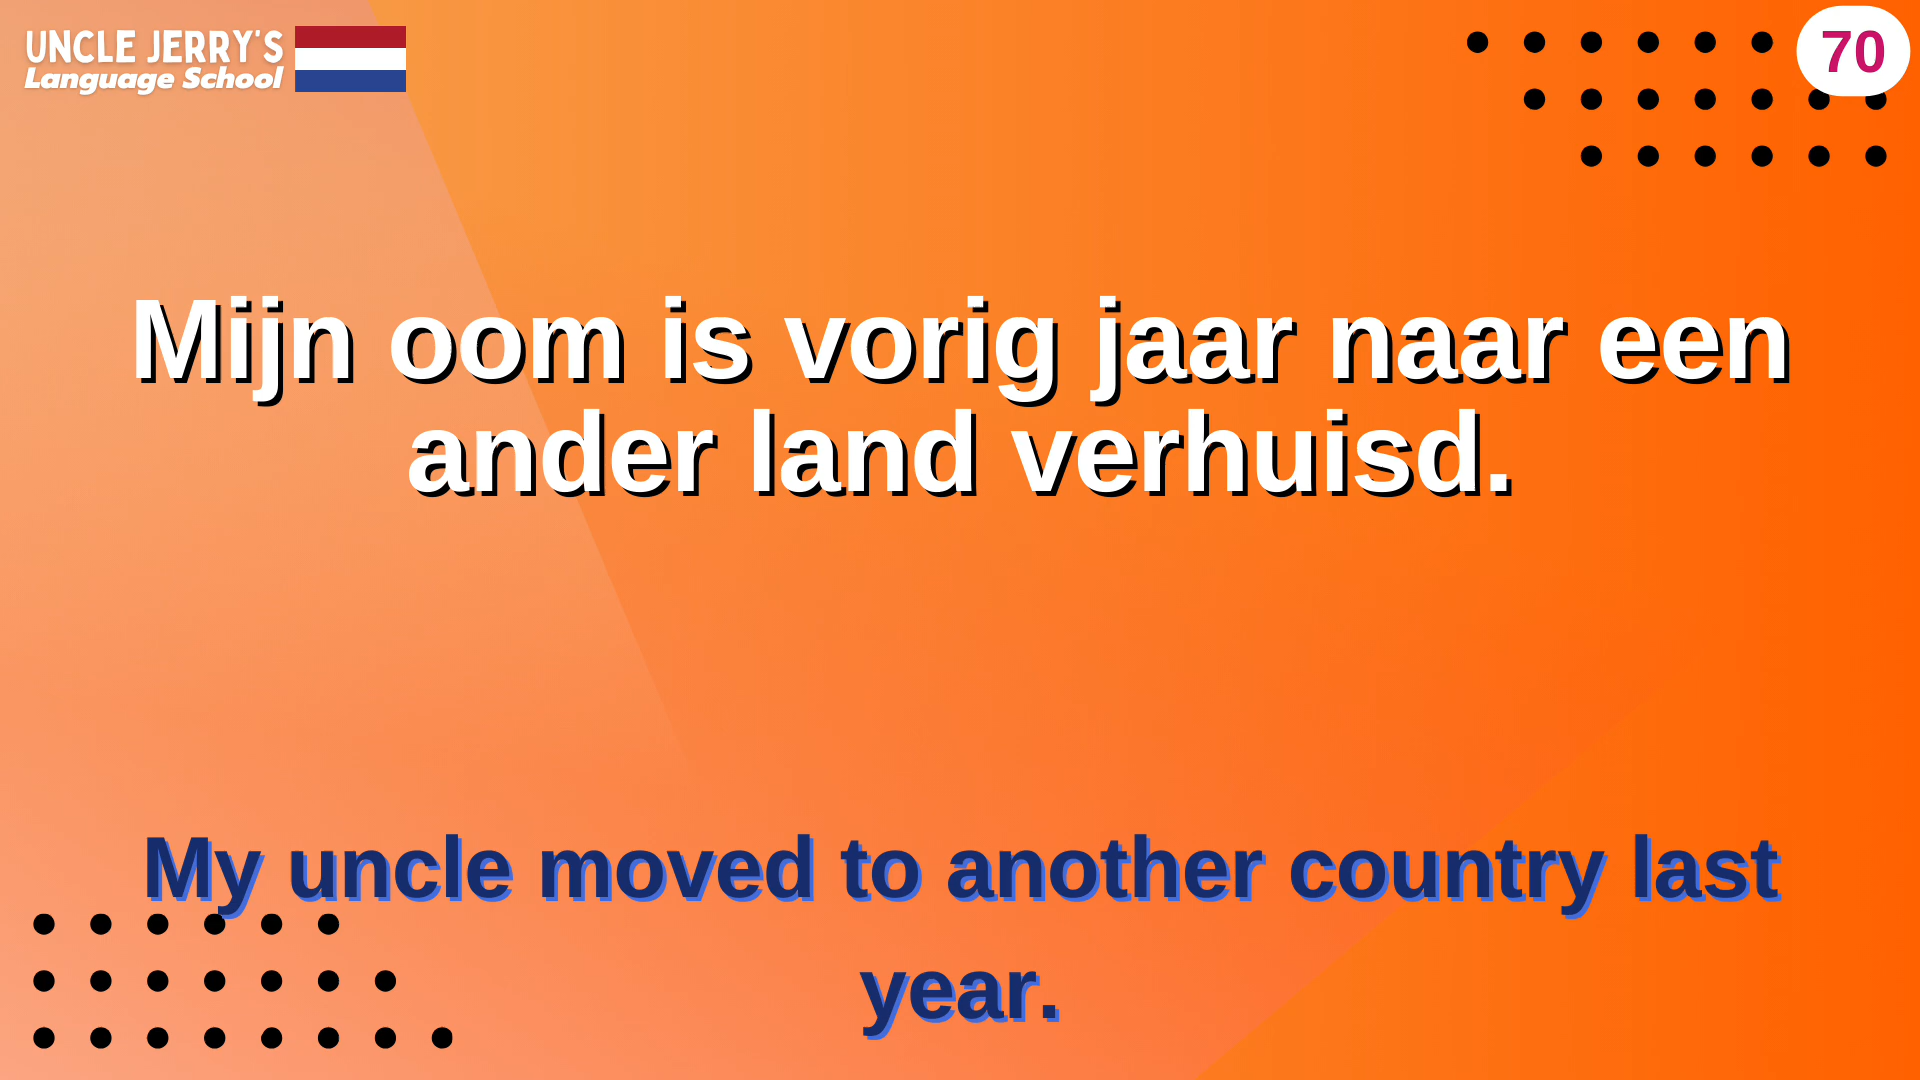 UNCLE JERRY'S
Language School
70
Mijn oom is vorig jaar naar een
ander land verhuisd.
My uncle moved to another country last
year.